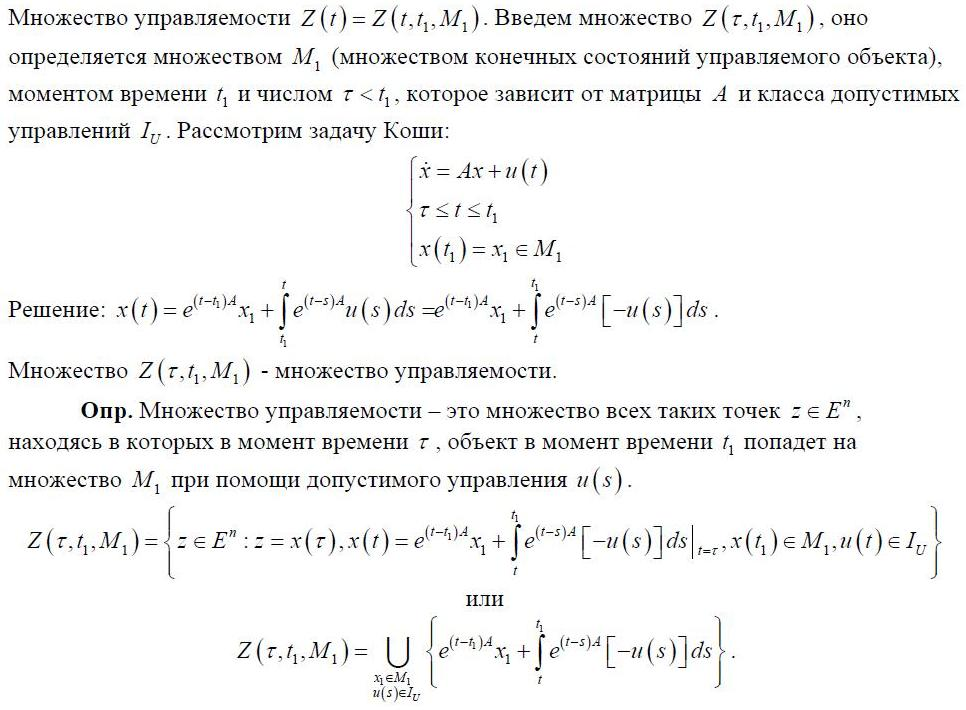 Множество управляемости Z(t) = Z(t, t₁, M₁). Введем множество Z(τ, t₁, M₁), оно
определяется множеством M₁ (множеством конечных состояний управляемого объекта),
моментом времени t₁ и числом τ < t₁, которое зависит от матрицы A и класса допустимых
управлений I_U. Рассмотрим задачу Коши:
{ ẋ = Ax + u(t)
τ ≤ t ≤ t₁
x(t₁) = x₁ ∈ M₁
Решение: x(t) = e^{(t−t₁)A} x₁ + ∫_{t₁}^{t} e^{(t−s)A} u(s) ds = e^{(t−t₁)A} x₁ + ∫_{t}^{t₁} e^{(t−s)A} [−u(s)] ds .
Множество Z(τ, t₁, M₁) - множество управляемости.
Опр. Множество управляемости – это множество всех таких точек z ∈ Eⁿ,
находясь в которых в момент времени τ, объект в момент времени t₁ попадет на
множество M₁ при помощи допустимого управления u(s).
Z(τ, t₁, M₁) = { z ∈ Eⁿ : z = x(τ), x(t) = e^{(t−t₁)A} x₁ + ∫_{t}^{t₁} e^{(t−s)A} [−u(s)] ds |_{t=τ}, x(t₁) ∈ M₁, u(t) ∈ I_U }
или
Z(τ, t₁, M₁) = ⋃_{x₁∈M₁, u(s)∈I_U} { e^{(t−t₁)A} x₁ + ∫_{t}^{t₁} e^{(t−s)A} [−u(s)] ds } .